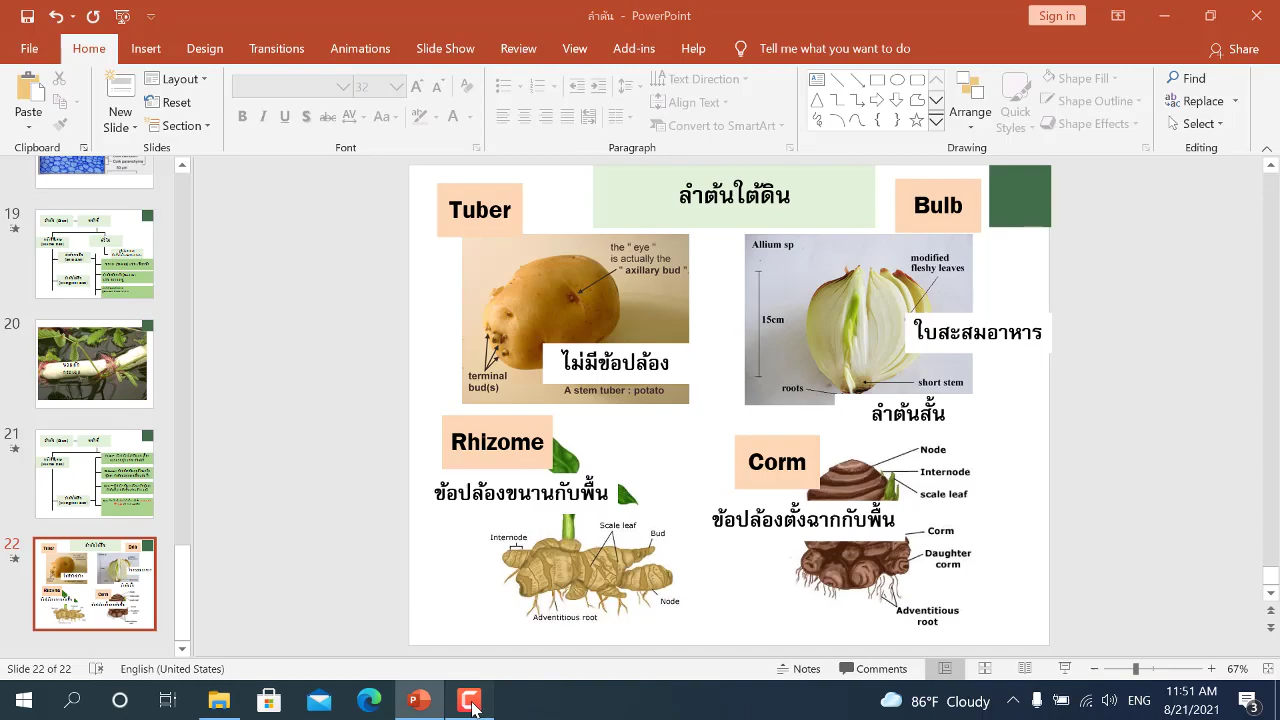 ลำต้น - PowerPoint
Sign in
File Home Insert Design Transitions Animations Slide Show Review View Add-ins Help Tell me what you want to do
Share
Paste
New
Slide
Layout
Reset
Section
32
B I U S abc AV Aa A
Text Direction
Align Text
Convert to SmartArt
Arrange
Quick
Styles
Shape Fill
Shape Outline
Shape Effects
Find
Replace
Select
Clipboard Slides Font Paragraph Drawing Editing
19
20
21
22
ลำต้นใต้ดิน
Tuber
the " eye "
is actually the
" axillary bud ".
terminal
bud(s)
ไม่มีข้อปล้อง
A stem tuber : potato
Bulb
Allium sp
modified
fleshy leaves
15cm
ใบสะสมอาหาร
roots
short stem
ลำต้นสั้น
Rhizome
ข้อปล้องขนานกับพื้น
Internode
Scale leaf
Bud
Node
Adventitious root
Corm
Node
Internode
scale leaf
ข้อปล้องตั้งฉากกับพื้น
Corm
Daughter
corm
Adventitious
root
Slide 22 of 22
English (United States)
Notes
Comments
67%
86°F Cloudy
ENG
11:51 AM
8/21/2021
3